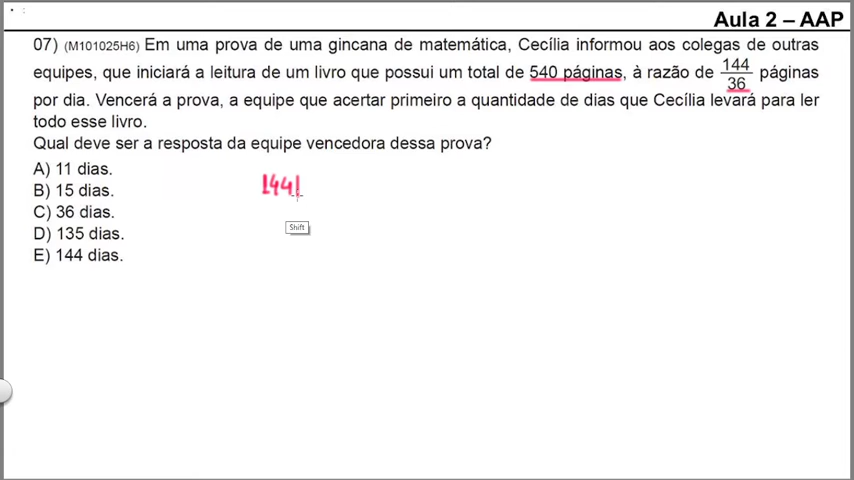 Aula 2 – AAP
07) (M101025H6) Em uma prova de uma gincana de matemática, Cecília informou aos colegas de outras
equipes, que iniciará a leitura de um livro que possui um total de 540 páginas, à razão de 144/36 páginas
por dia. Vencerá a prova, a equipe que acertar primeiro a quantidade de dias que Cecília levará para ler
todo esse livro.
Qual deve ser a resposta da equipe vencedora dessa prova?
A) 11 dias.
B) 15 dias.
C) 36 dias.
D) 135 dias.
E) 144 dias.
144
Shift